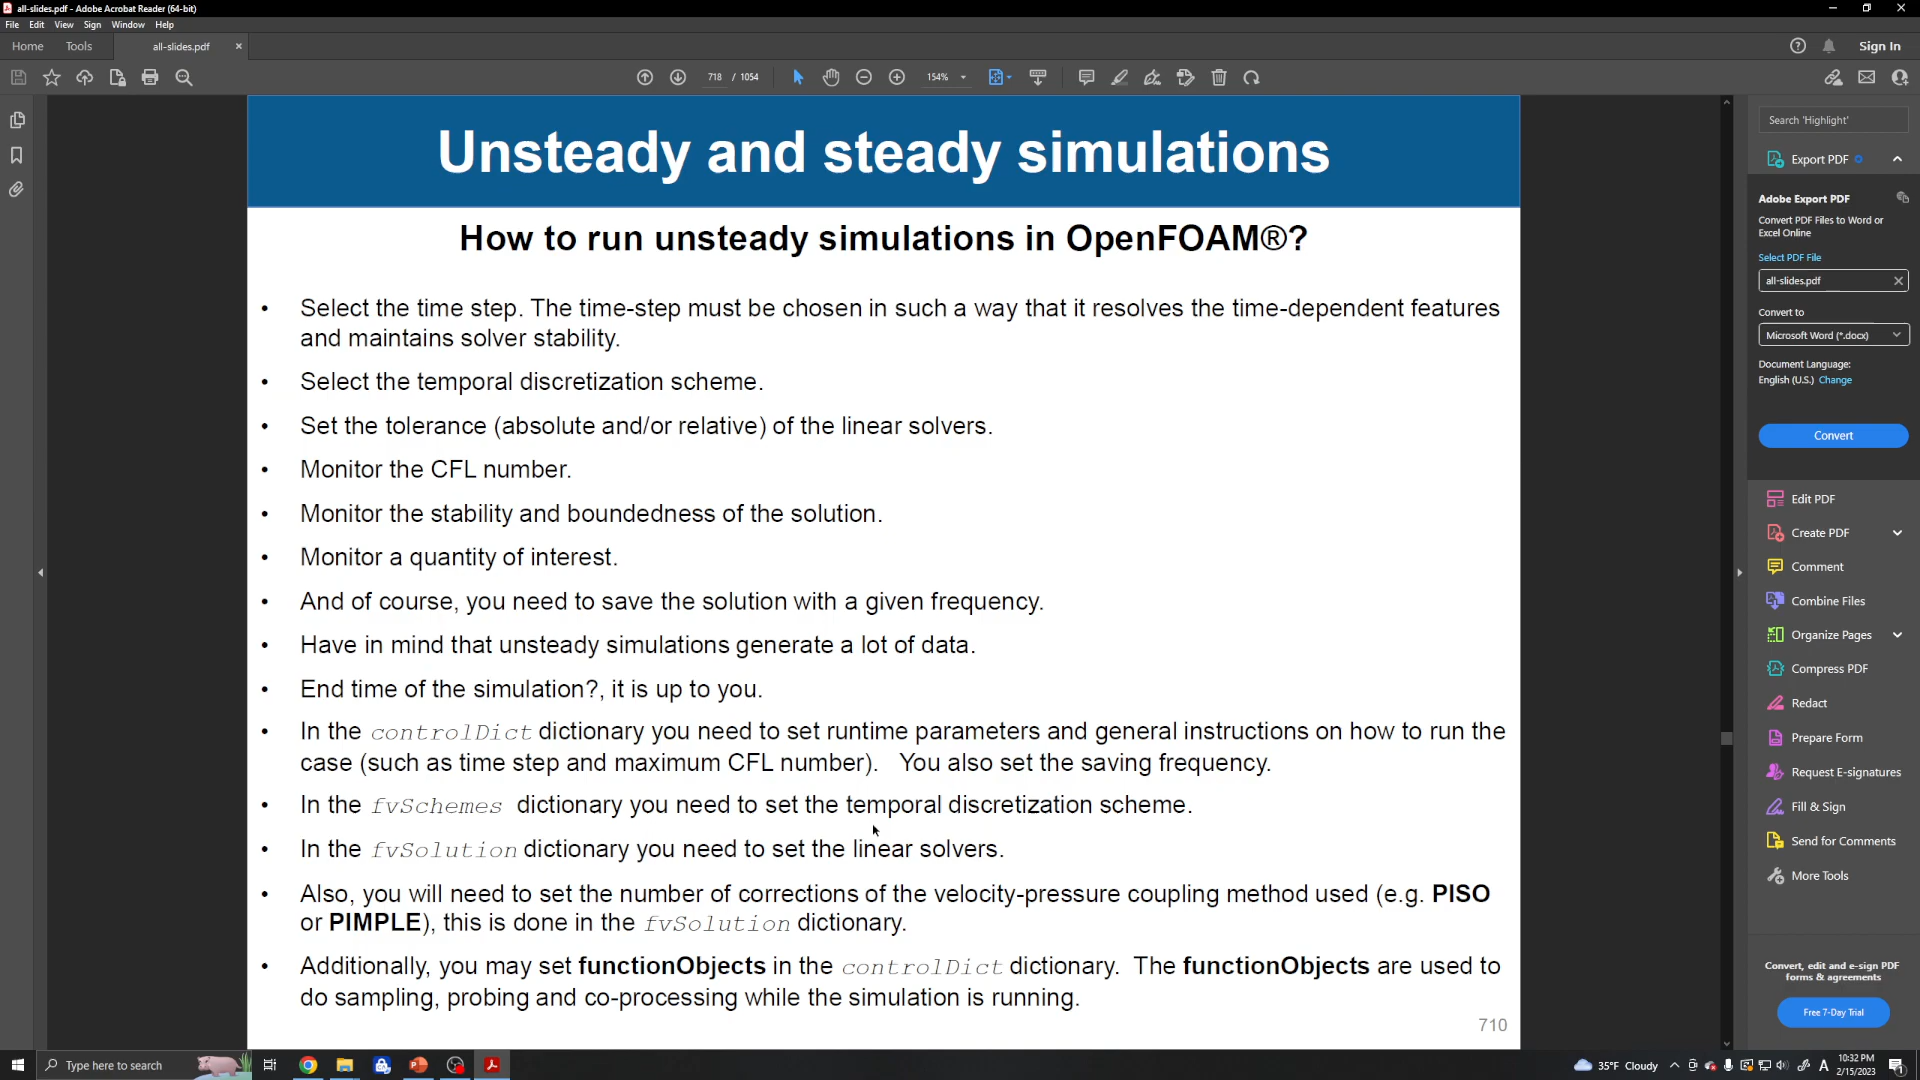 all-slides.pdf - Adobe Acrobat Reader (64-bit)
File Edit View Sign Window Help
Home Tools all-slides.pdf × Sign In
718 / 1054 154%
Unsteady and steady simulations
How to run unsteady simulations in OpenFOAM®?
• Select the time step. The time-step must be chosen in such a way that it resolves the time-dependent features
and maintains solver stability.
• Select the temporal discretization scheme.
• Set the tolerance (absolute and/or relative) of the linear solvers.
• Monitor the CFL number.
• Monitor the stability and boundedness of the solution.
• Monitor a quantity of interest.
• And of course, you need to save the solution with a given frequency.
• Have in mind that unsteady simulations generate a lot of data.
• End time of the simulation?, it is up to you.
• In the controlDict dictionary you need to set runtime parameters and general instructions on how to run the
case (such as time step and maximum CFL number). You also set the saving frequency.
• In the fvSchemes dictionary you need to set the temporal discretization scheme.
• In the fvSolution dictionary you need to set the linear solvers.
• Also, you will need to set the number of corrections of the velocity-pressure coupling method used (e.g. PISO
or PIMPLE), this is done in the fvSolution dictionary.
• Additionally, you may set functionObjects in the controlDict dictionary. The functionObjects are used to
do sampling, probing and co-processing while the simulation is running.
710
Search 'Highlight'
Export PDF
Adobe Export PDF
Convert PDF Files to Word or
Excel Online
Select PDF File
all-slides.pdf
Convert to
Microsoft Word (*.docx)
Document Language:
English (U.S.) Change
Convert
Edit PDF
Create PDF
Comment
Combine Files
Organize Pages
Compress PDF
Redact
Prepare Form
Request E-signatures
Fill & Sign
Send for Comments
More Tools
Convert, edit and e-sign PDF
forms & agreements
Free 7-Day Trial
Type here to search
35°F Cloudy
A
10:32 PM
2/15/2023
1